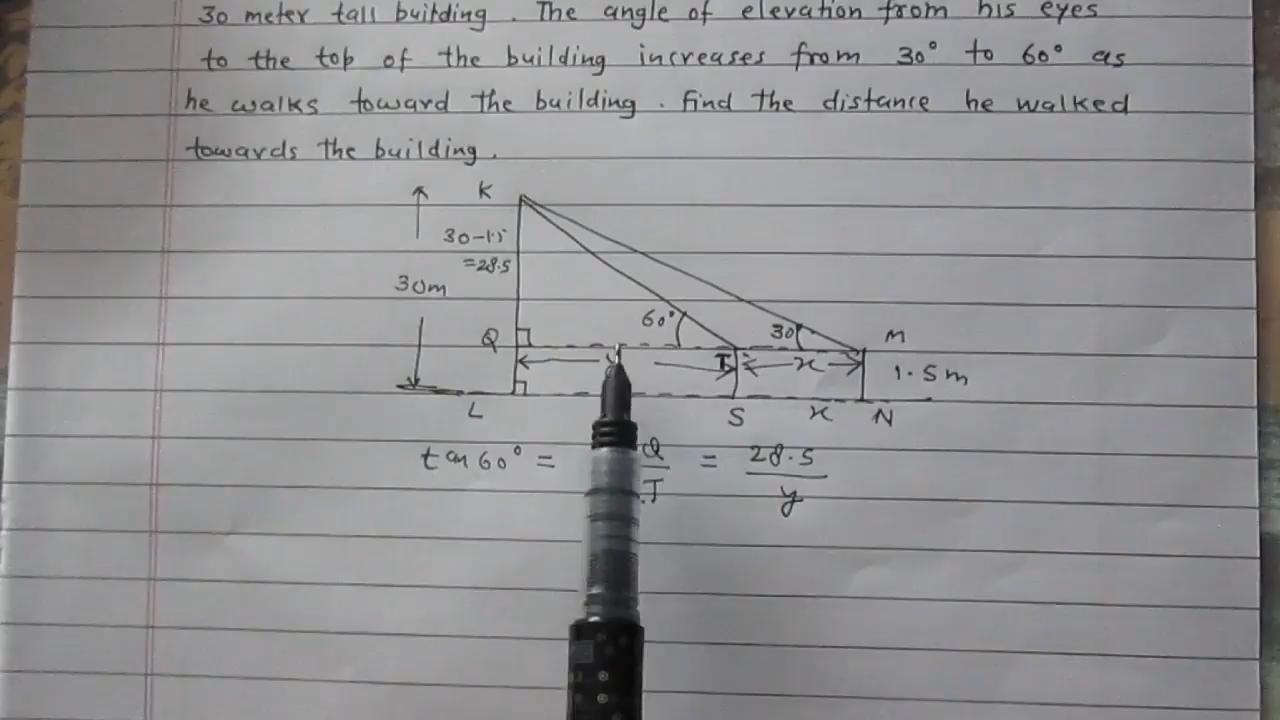 30 meter tall building. The angle of elevation from his eyes
to the top of the building increases from 30° to 60° as
he walks toward the building. Find the distance he walked
towards the building.
K
30-1.5
=28.5
30m
60°
30
Q
T
M
x
1.5m
L
S
x
N
tan 60° = Q/T = 28.5/y